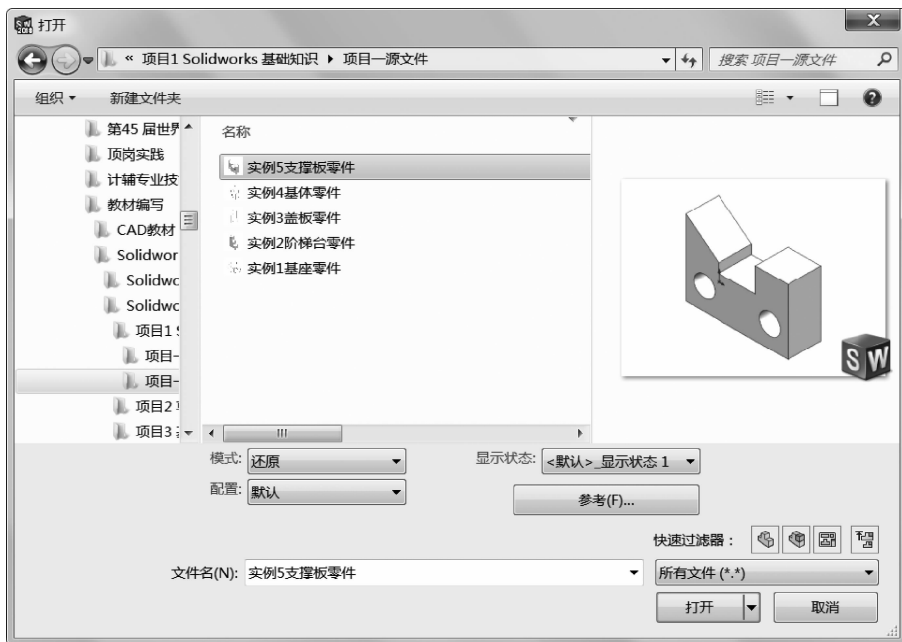 打开
« 项目1 Solidworks 基础知识 ▸ 项目一源文件
搜索 项目一源文件
组织
新建文件夹
第45 届世界
顶岗实践
计辅专业技
教材编写
CAD教材
Solidwor
Solidwc
Solidwc
项目1
项目一
项目一
项目2
项目3
名称
实例5支撑板零件
实例4基体零件
实例3盖板零件
实例2阶梯台零件
实例1基座零件
SW
模式: 还原
显示状态: <默认>_显示状态 1
配置: 默认
参考(F)...
快速过滤器：
文件名(N): 实例5支撑板零件
所有文件 (*.*)
打开
取消